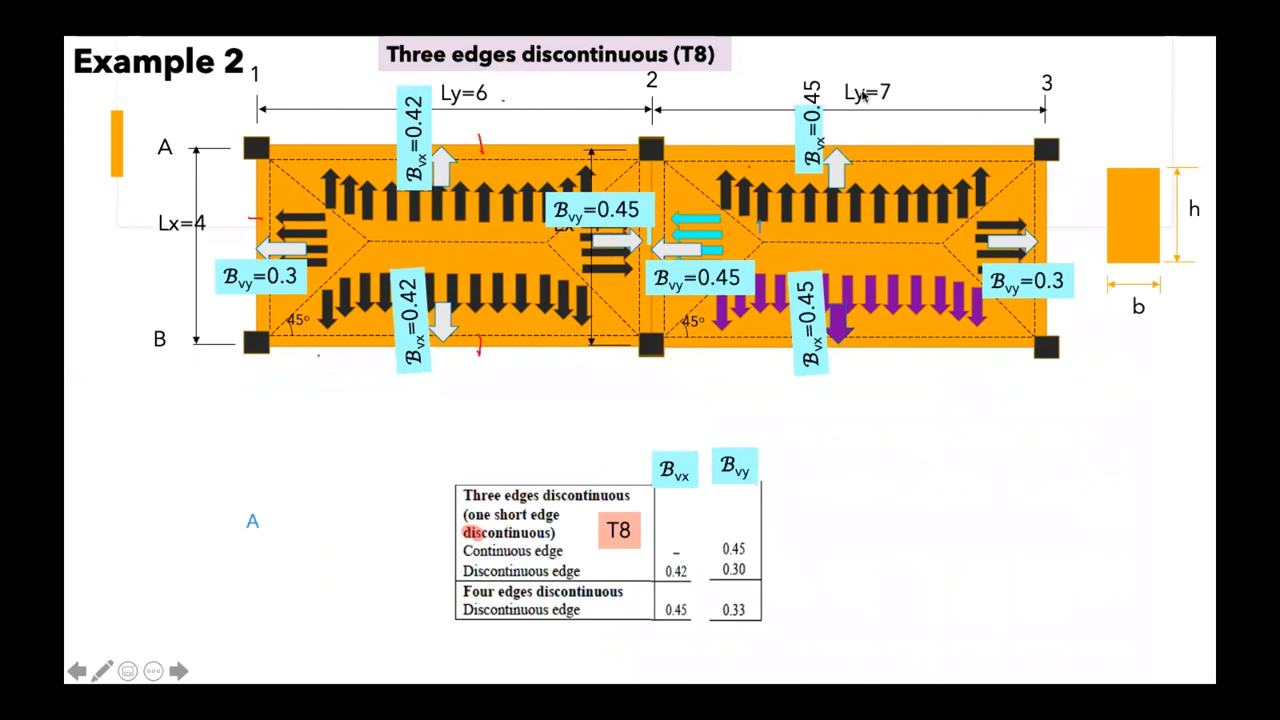 Example 2
Three edges discontinuous (T8)
1
2
3
Ly=6
Ly=7
A
Lx=4
B
ℬvx=0.42
ℬvx=0.45
ℬvy=0.45
ℬvy=0.3
ℬvy=0.45
ℬvy=0.3
45°
ℬvx=0.42
45°
ℬvx=0.45
h
b
ℬvx
ℬvy
A
Three edges discontinuous
(one short edge
discontinuous)
T8
Continuous edge – 0.45
Discontinuous edge 0.42 0.30
Four edges discontinuous
Discontinuous edge 0.45 0.33